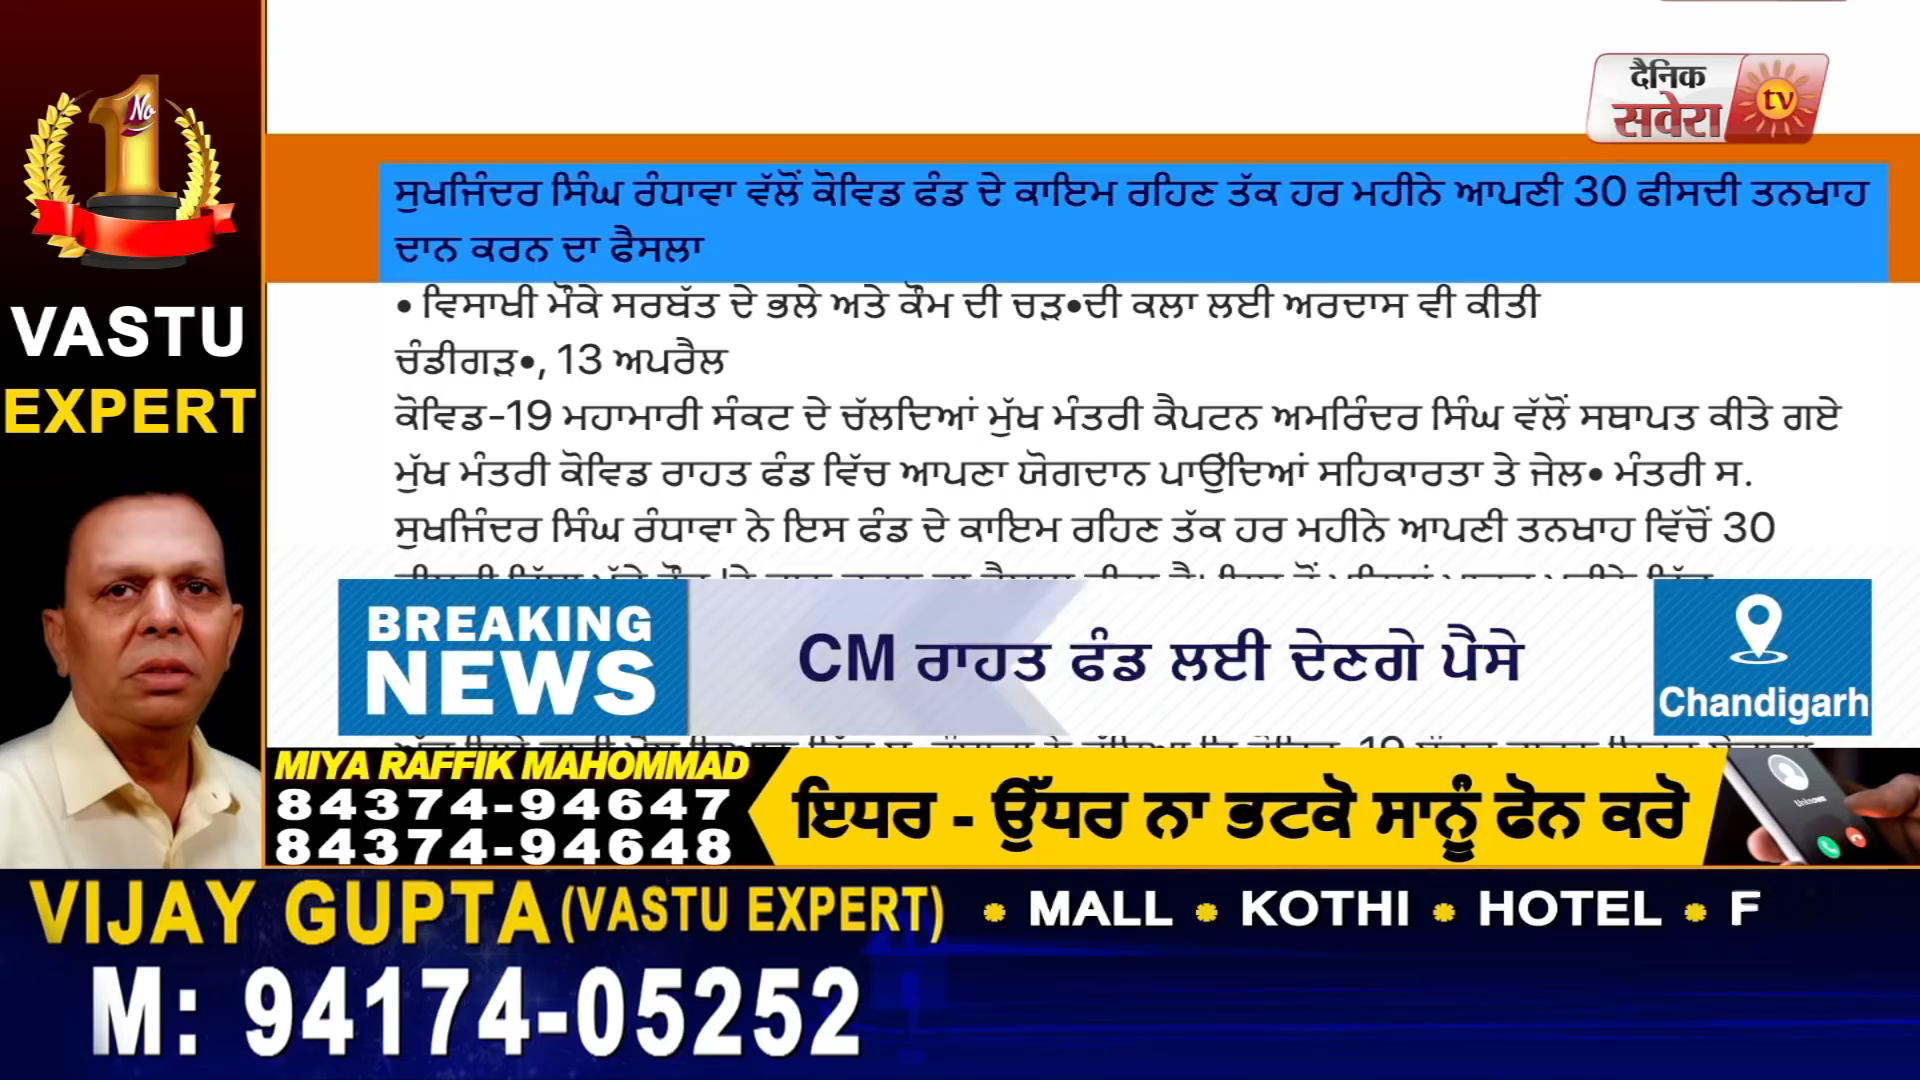 No
1
VASTU
EXPERT
दैनिक
सवेरा
tv
ਸੁਖਜਿੰਦਰ ਸਿੰਘ ਰੰਧਾਵਾ ਵੱਲੋਂ ਕੋਵਿਡ ਫੰਡ ਦੇ ਕਾਇਮ ਰਹਿਣ ਤੱਕ ਹਰ ਮਹੀਨੇ ਆਪਣੀ 30 ਫੀਸਦੀ ਤਨਖਾਹ
ਦਾਨ ਕਰਨ ਦਾ ਫੈਸਲਾ
• ਵਿਸਾਖੀ ਮੌਕੇ ਸਰਬੱਤ ਦੇ ਭਲੇ ਅਤੇ ਕੌਮ ਦੀ ਚੜ•ਦੀ ਕਲਾ ਲਈ ਅਰਦਾਸ ਵੀ ਕੀਤੀ
ਚੰਡੀਗੜ•, 13 ਅਪਰੈਲ
ਕੋਵਿਡ-19 ਮਹਾਮਾਰੀ ਸੰਕਟ ਦੇ ਚੱਲਦਿਆਂ ਮੁੱਖ ਮੰਤਰੀ ਕੈਪਟਨ ਅਮਰਿੰਦਰ ਸਿੰਘ ਵੱਲੋਂ ਸਥਾਪਤ ਕੀਤੇ ਗਏ
ਮੁੱਖ ਮੰਤਰੀ ਕੋਵਿਡ ਰਾਹਤ ਫੰਡ ਵਿੱਚ ਆਪਣਾ ਯੋਗਦਾਨ ਪਾਉਂਦਿਆਂ ਸਹਿਕਾਰਤਾ ਤੇ ਜੇਲ• ਮੰਤਰੀ ਸ.
ਸੁਖਜਿੰਦਰ ਸਿੰਘ ਰੰਧਾਵਾ ਨੇ ਇਸ ਫੰਡ ਦੇ ਕਾਇਮ ਰਹਿਣ ਤੱਕ ਹਰ ਮਹੀਨੇ ਆਪਣੀ ਤਨਖਾਹ ਵਿੱਚੋਂ 30
BREAKING
NEWS
CM ਰਾਹਤ ਫੰਡ ਲਈ ਦੇਣਗੇ ਪੈਸੇ
Chandigarh
MIYA RAFFIK MAHOMMAD
84374-94647
84374-94648
ਇਧਰ - ਉੱਧਰ ਨਾ ਭਟਕੋ ਸਾਨੂੰ ਫੋਨ ਕਰੋ
Unknown
VIJAY GUPTA (VASTU EXPERT)
MALL KOTHI HOTEL F
M: 94174-05252